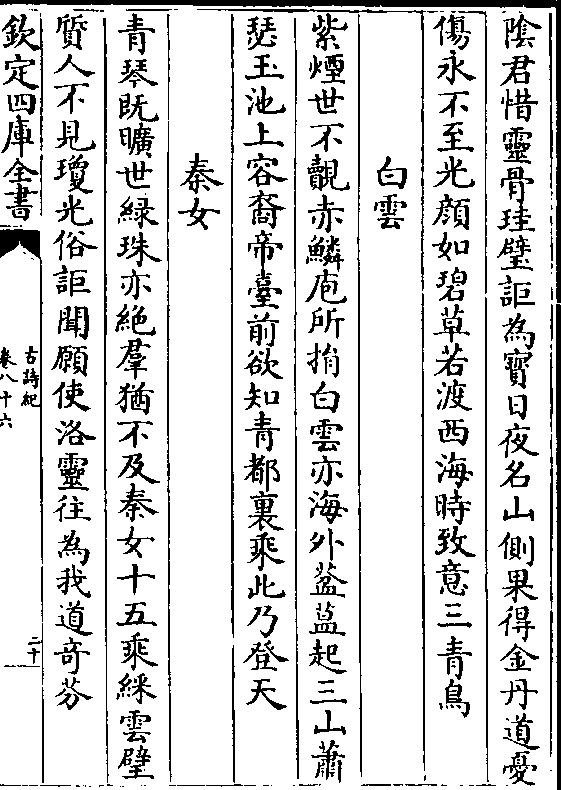 陰君惜靈骨珪璧詎為寳日夜名山側果得金丹道憂
傷永不至光顔如碧草若渡西海時致意三青鳥
白雲
紫煙世不覿赤鱗庖所捐白雲亦海外蓊蒀起三山蕭
瑟玉池上容裔帝臺前欲知青都裏乘此乃登天
秦女
青琴既曠世緑珠亦絶羣猶不及秦女十五乘綵雲璧
質人不見瓊光俗詎聞願使洛靈往為我道奇芬
欽定四庫全書
古詩紀
卷八十六
二十